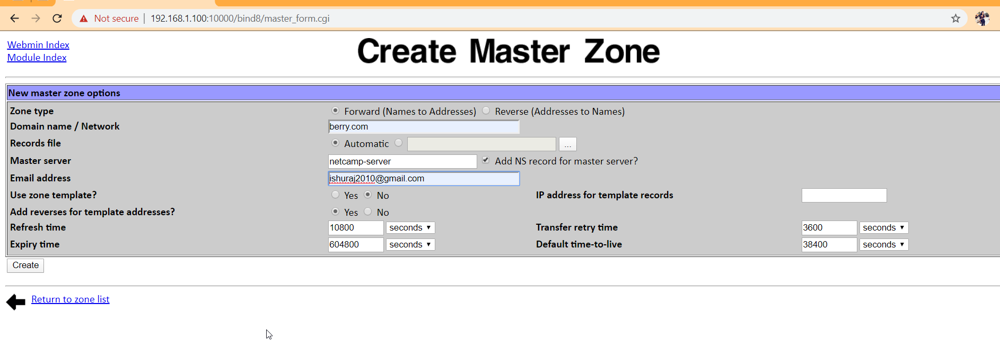 Not secure | 192.168.1.100:10000/bind8/master_form.cgi
Webmin Index
Module Index
Create Master Zone
New master zone options
Zone type Forward (Names to Addresses) Reverse (Addresses to Names)
Domain name / Network berry.com
Records file Automatic ...
Master server netcamp-server Add NS record for master server?
Email address ishuraj2010@gmail.com
Use zone template? Yes No IP address for template records
Add reverses for template addresses? Yes No
Refresh time 10800 seconds Transfer retry time 3600 seconds
Expiry time 604800 seconds Default time-to-live 38400 seconds
Create
Return to zone list